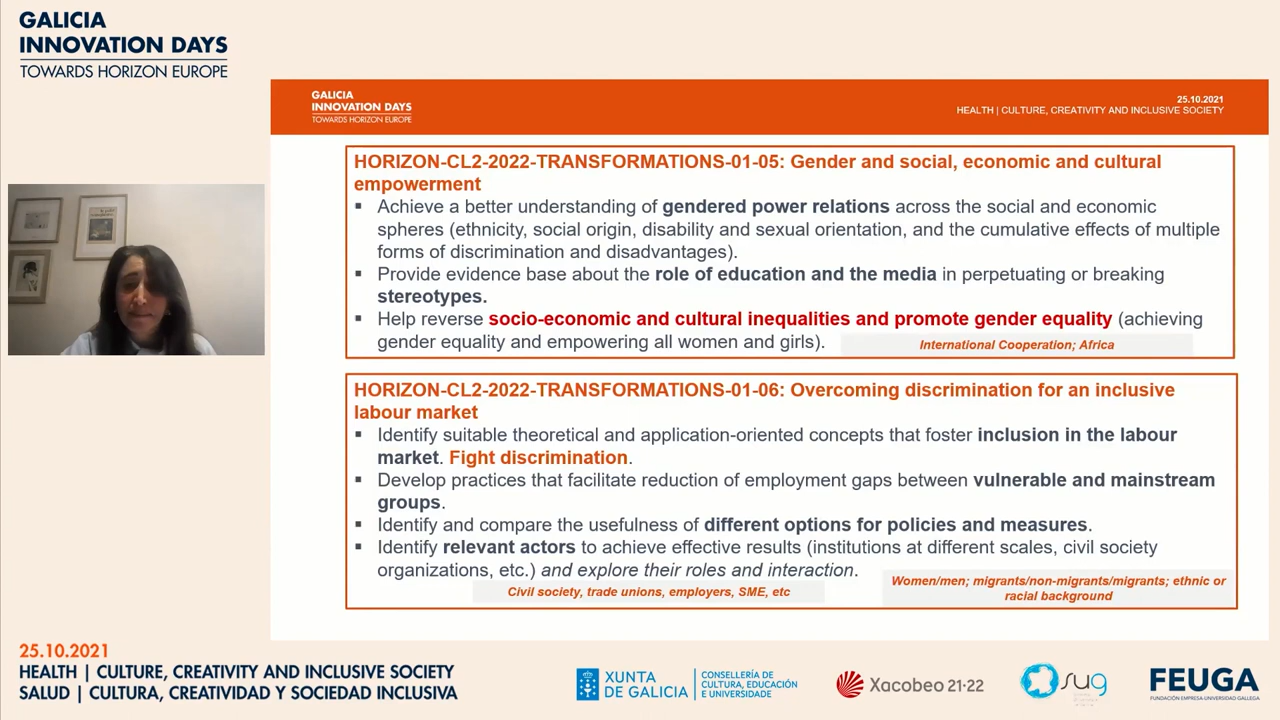 GALICIA
INNOVATION DAYS
TOWARDS HORIZON EUROPE
GALICIA
INNOVATION DAYS
TOWARDS HORIZON EUROPE
25.10.2021
HEALTH | CULTURE, CREATIVITY AND INCLUSIVE SOCIETY
HORIZON-CL2-2022-TRANSFORMATIONS-01-05: Gender and social, economic and cultural
empowerment
▪ Achieve a better understanding of gendered power relations across the social and economic
spheres (ethnicity, social origin, disability and sexual orientation, and the cumulative effects of multiple
forms of discrimination and disadvantages).
▪ Provide evidence base about the role of education and the media in perpetuating or breaking
stereotypes.
▪ Help reverse socio-economic and cultural inequalities and promote gender equality (achieving
gender equality and empowering all women and girls).
International Cooperation; Africa
HORIZON-CL2-2022-TRANSFORMATIONS-01-06: Overcoming discrimination for an inclusive
labour market
▪ Identify suitable theoretical and application-oriented concepts that foster inclusion in the labour
market. Fight discrimination.
▪ Develop practices that facilitate reduction of employment gaps between vulnerable and mainstream
groups.
▪ Identify and compare the usefulness of different options for policies and measures.
▪ Identify relevant actors to achieve effective results (institutions at different scales, civil society
organizations, etc.) and explore their roles and interaction.
Civil society, trade unions, employers, SME, etc
Women/men; migrants/non-migrants/migrants; ethnic or
racial background
25.10.2021
HEALTH | CULTURE, CREATIVITY AND INCLUSIVE SOCIETY
SALUD | CULTURA, CREATIVIDAD Y SOCIEDAD INCLUSIVA
XUNTA
DE GALICIA
CONSELLERÍA
DE CULTURA, EDUCACIÓN
E UNIVERSIDADE
Xacobeo 21·22
sug
FEUGA
FUNDACIÓN EMPRESA-UNIVERSIDAD GALLEGA